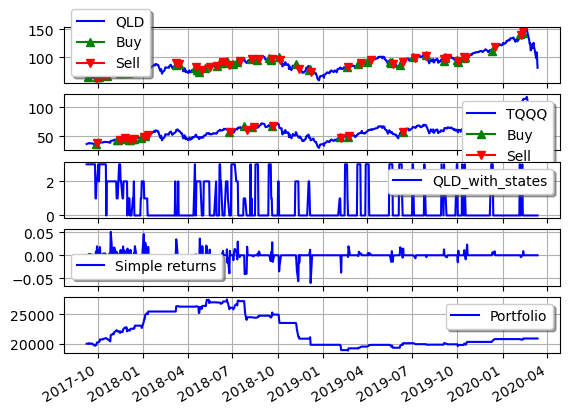 150
100
QLD
Buy
Sell
100
50
TQQQ
Buy
Sell
2
0
QLD_with_states
0.05
0.00
−0.05
Simple returns
25000
20000
Portfolio
2017-10 2018-01 2018-04 2018-07 2018-10 2019-01 2019-04 2019-07 2019-10 2020-01 2020-04